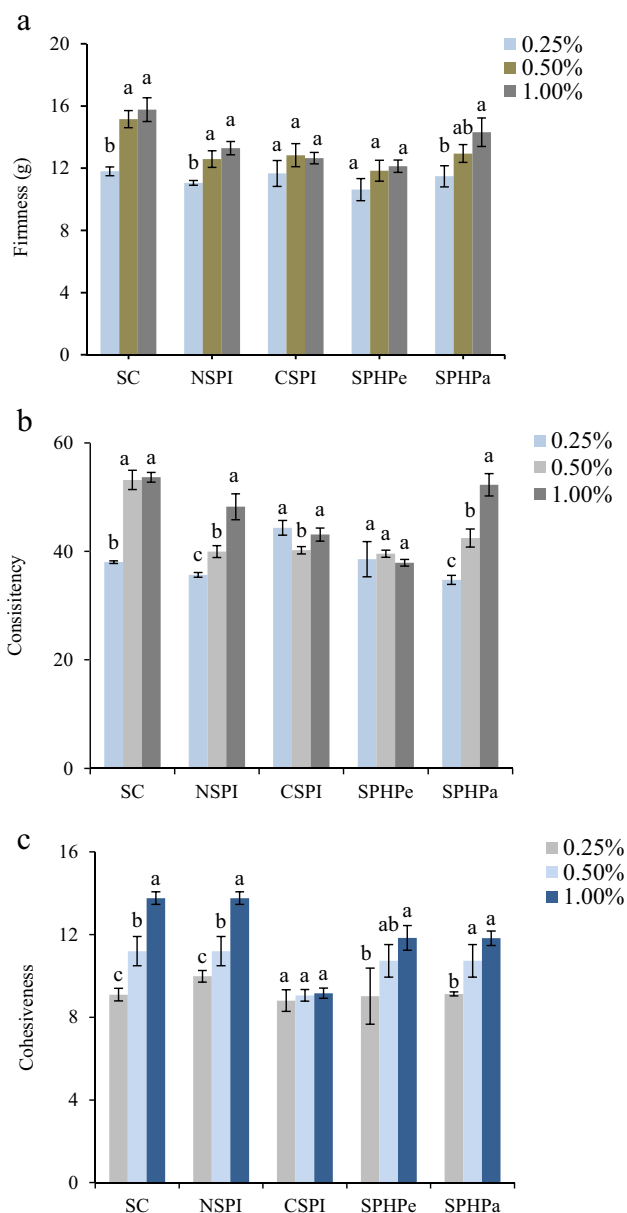 a
20
16
12
8
4
0
Firmness (g)
0.25%
0.50%
1.00%
b a a
b a a
a a a
a a a
b ab a
SC NSPI CSPI SPHPe SPHPa
b
60
40
20
0
Consisitency
0.25%
0.50%
1.00%
b a a
c b a
a b a
a a a
c b a
SC NSPI CSPI SPHPe SPHPa
c
16
12
8
4
0
Cohesiveness
0.25%
0.50%
1.00%
c b a
c b a
a a a
b ab a
b a a
SC NSPI CSPI SPHPe SPHPa